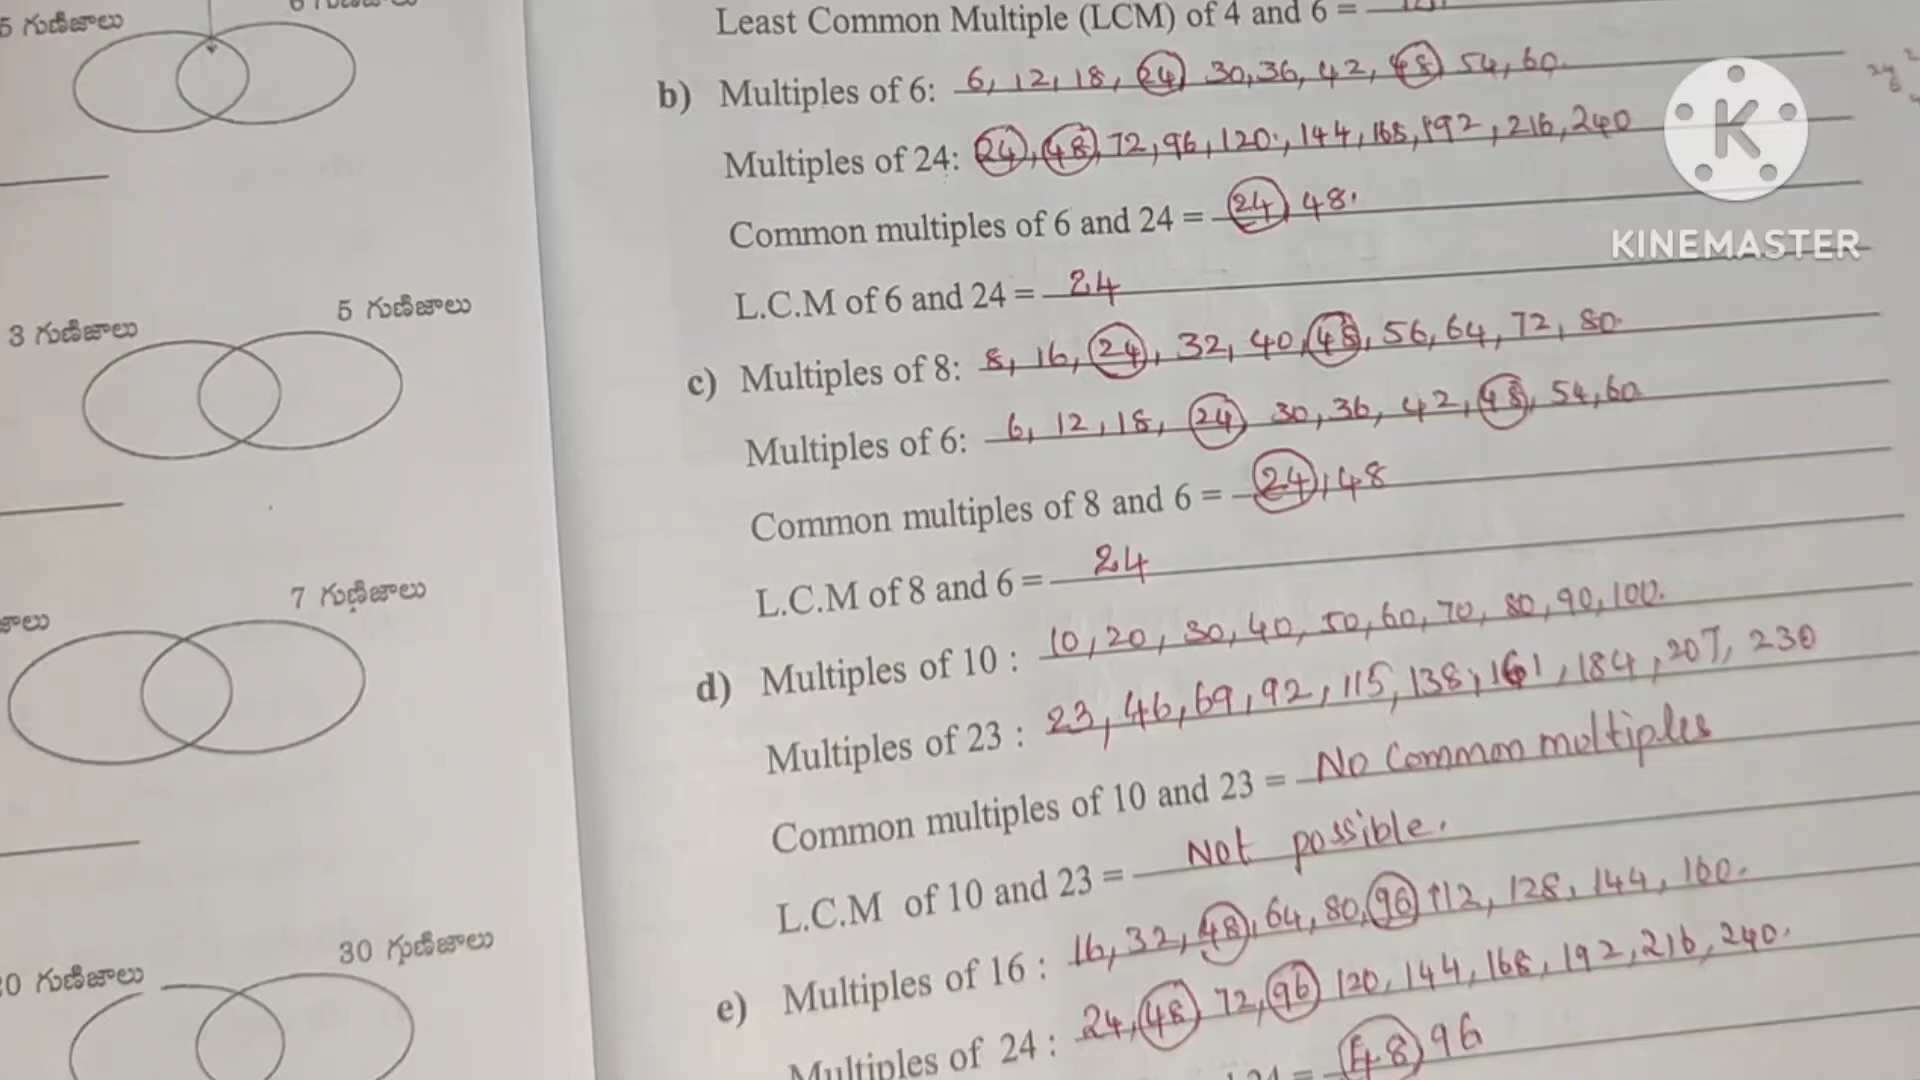 5 గుణిజాలు
3 గుణిజాలు
5 గుణిజాలు
7 గుణిజాలు
30 గుణిజాలు
0 గుణిజాలు
Least Common Multiple (LCM) of 4 and 6 =
b) Multiples of 6: 6, 12, 18, 24, 30, 36, 42, 48, 54, 60.
Multiples of 24: 24, 48, 72, 96, 120, 144, 168, 192, 216, 240
Common multiples of 6 and 24 = 24, 48.
L.C.M of 6 and 24 = 24
c) Multiples of 8: 8, 16, 24, 32, 40, 48, 56, 64, 72, 80.
Multiples of 6: 6, 12, 18, 24, 30, 36, 42, 48, 54, 60
Common multiples of 8 and 6 = 24, 48
L.C.M of 8 and 6 = 24
d) Multiples of 10 : 10, 20, 30, 40, 50, 60, 70, 80, 90, 100.
Multiples of 23 : 23, 46, 69, 92, 115, 138, 161, 184, 207, 230
Common multiples of 10 and 23 = No Common multiples
L.C.M of 10 and 23 = Not possible.
e) Multiples of 16 : 16, 32, 48, 64, 80, 96, 112, 128, 144, 160.
Multiples of 24 : 24, 48, 72, 96, 120, 144, 168, 192, 216, 240.
24 = 48, 96
K
KINEMASTER